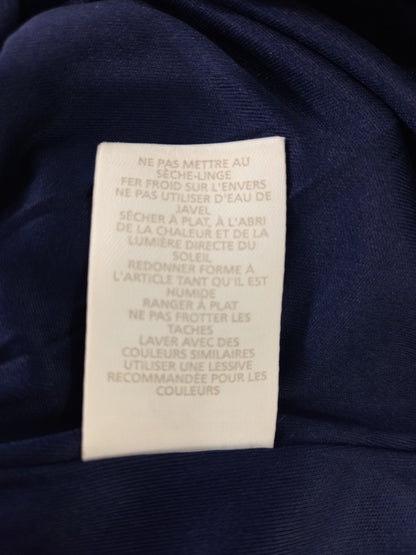 NE PAS METTRE AU
SÈCHE-LINGE
FER FROID SUR L'ENVERS
NE PAS UTILISER D'EAU DE
JAVEL
SÉCHER À PLAT, À L'ABRI
DE LA CHALEUR ET DE LA
LUMIÈRE DIRECTE DU
SOLEIL
REDONNER FORME À
L'ARTICLE TANT QU'IL EST
HUMIDE
RANGER À PLAT
NE PAS FROTTER LES
TACHES
LAVER AVEC DES
COULEURS SIMILAIRES
UTILISER UNE LESSIVE
RECOMMANDÉE POUR LES
COULEURS